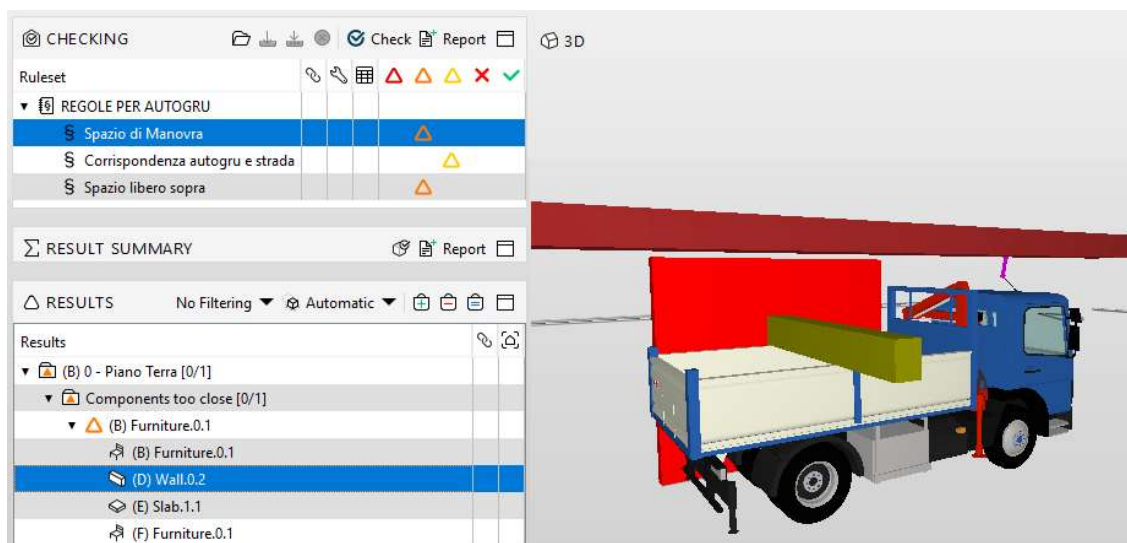 CHECKING Check Report
Ruleset
REGOLE PER AUTOGRU
§ Spazio di Manovra
§ Corrispondenza autogru e strada
§ Spazio libero sopra
RESULT SUMMARY Report
RESULTS No Filtering Automatic
Results
(B) 0 - Piano Terra [0/1]
Components too close [0/1]
(B) Furniture.0.1
(B) Furniture.0.1
(D) Wall.0.2
(E) Slab.1.1
(F) Furniture.0.1
3D